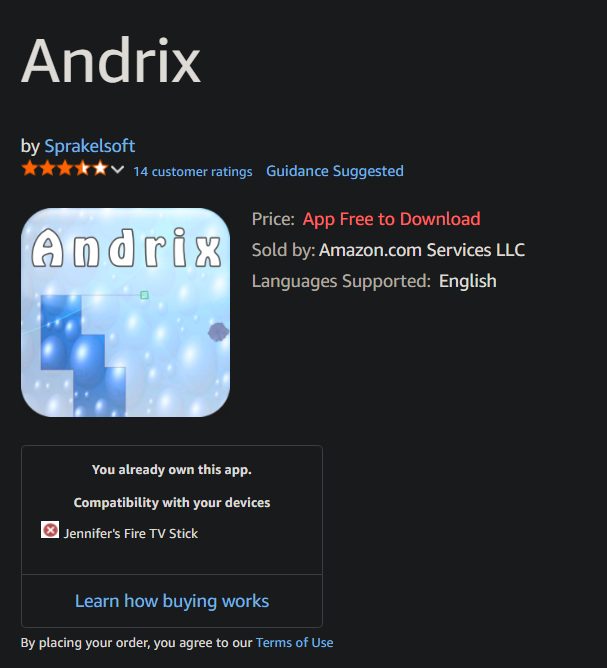 Andrix
by Sprakelsoft
14 customer ratings Guidance Suggested
Andrix
Price: App Free to Download
Sold by: Amazon.com Services LLC
Languages Supported: English
You already own this app.
Compatibility with your devices
Jennifer's Fire TV Stick
Learn how buying works
By placing your order, you agree to our Terms of Use